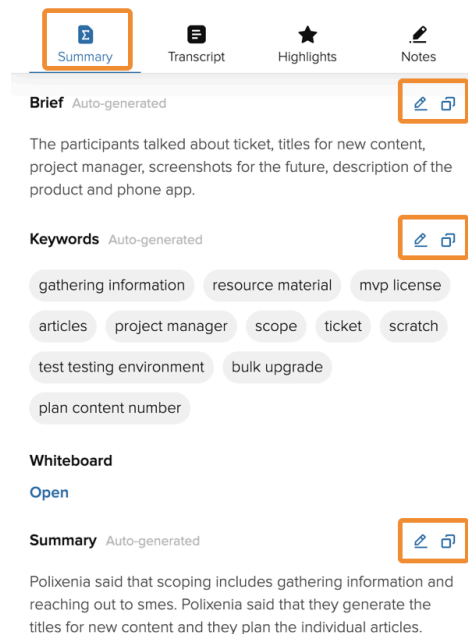 Summary Transcript Highlights Notes
Brief Auto-generated
The participants talked about ticket, titles for new content,
project manager, screenshots for the future, description of the
product and phone app.
Keywords Auto-generated
gathering information resource material mvp license
articles project manager scope ticket scratch
test testing environment bulk upgrade
plan content number
Whiteboard
Open
Summary Auto-generated
Polixenia said that scoping includes gathering information and
reaching out to smes. Polixenia said that they generate the
titles for new content and they plan the individual articles.